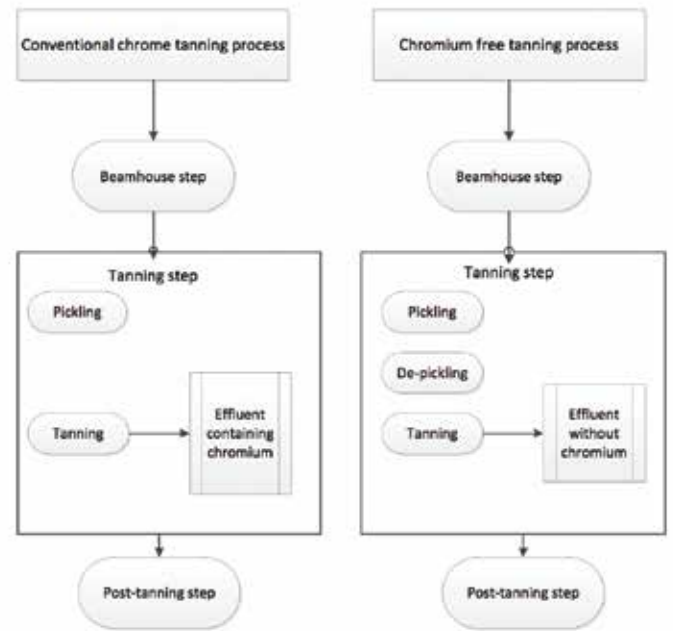 Conventional chrome tanning process
Beamhouse step
Tanning step
Pickling
Tanning
Effluent
containing
chromium
Post-tanning step
Chromium free tanning process
Beamhouse step
Tanning step
Pickling
De-pickling
Tanning
Effluent
without
chromium
Post-tanning step